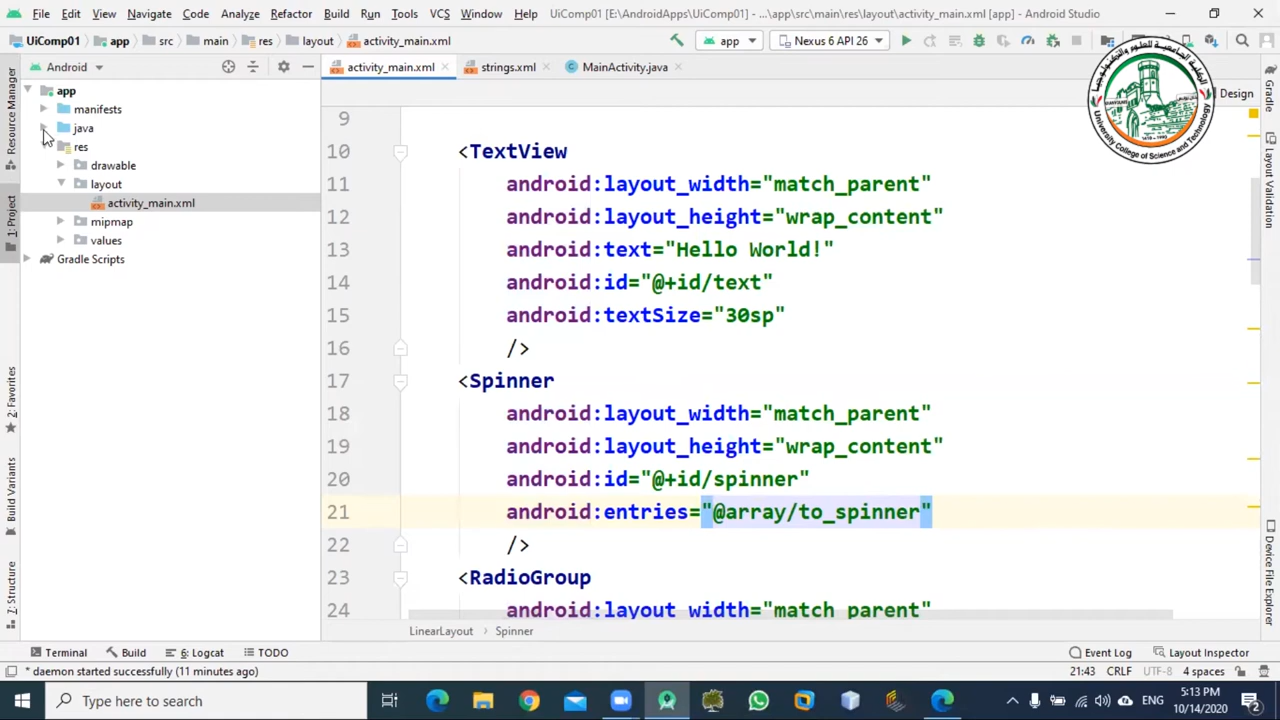 File Edit View Navigate Code Analyze Refactor Build Run Tools VCS Window Help UiComp01 [E:\AndroidApps\UiComp01] - ...\app\src\main\res\layout\activity_main.xml [app] - Android Studio
UiComp01 app src main res layout activity_main.xml app Nexus 6 API 26
Android activity_main.xml strings.xml MainActivity.java
Design
Resource Manager
1: Project
2: Favorites
Build Variants
7: Structure
app
manifests
java
res
drawable
layout
activity_main.xml
mipmap
values
Gradle Scripts
9
10 <TextView
11 android:layout_width="match_parent"
12 android:layout_height="wrap_content"
13 android:text="Hello World!"
14 android:id="@+id/text"
15 android:textSize="30sp"
16 />
17 <Spinner
18 android:layout_width="match_parent"
19 android:layout_height="wrap_content"
20 android:id="@+id/spinner"
21 android:entries="@array/to_spinner"
22 />
23 <RadioGroup
24 android:layout_width="match_parent"
LinearLayout › Spinner
University College of Science and Technology
Gradle
Layout Validation
Device File Explorer
Terminal Build 6: Logcat TODO Event Log Layout Inspector
* daemon started successfully (11 minutes ago) 21:43 CRLF UTF-8 4 spaces
Type here to search ENG 5:13 PM
10/14/2020 2